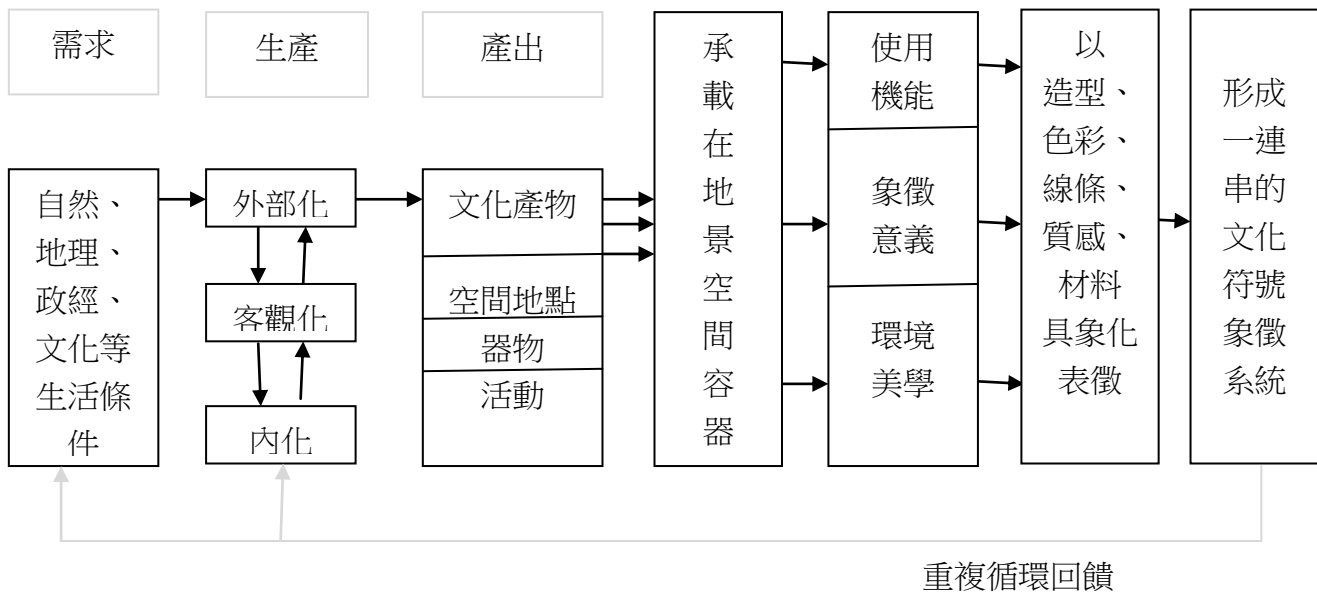 需求
生產
產出
自然、
地理、
政經、
文化等
生活條
件
外部化
客觀化
內化
文化產物
空間地點
器物
活動
承
載
在
地
景
空
間
容
器
使用
機能
象徵
意義
環境
美學
以
造型、
色彩、
線條、
質感、
材料
具象化
表徵
形成
一連
串的
文化
符號
象徵
系統
重複循環回饋